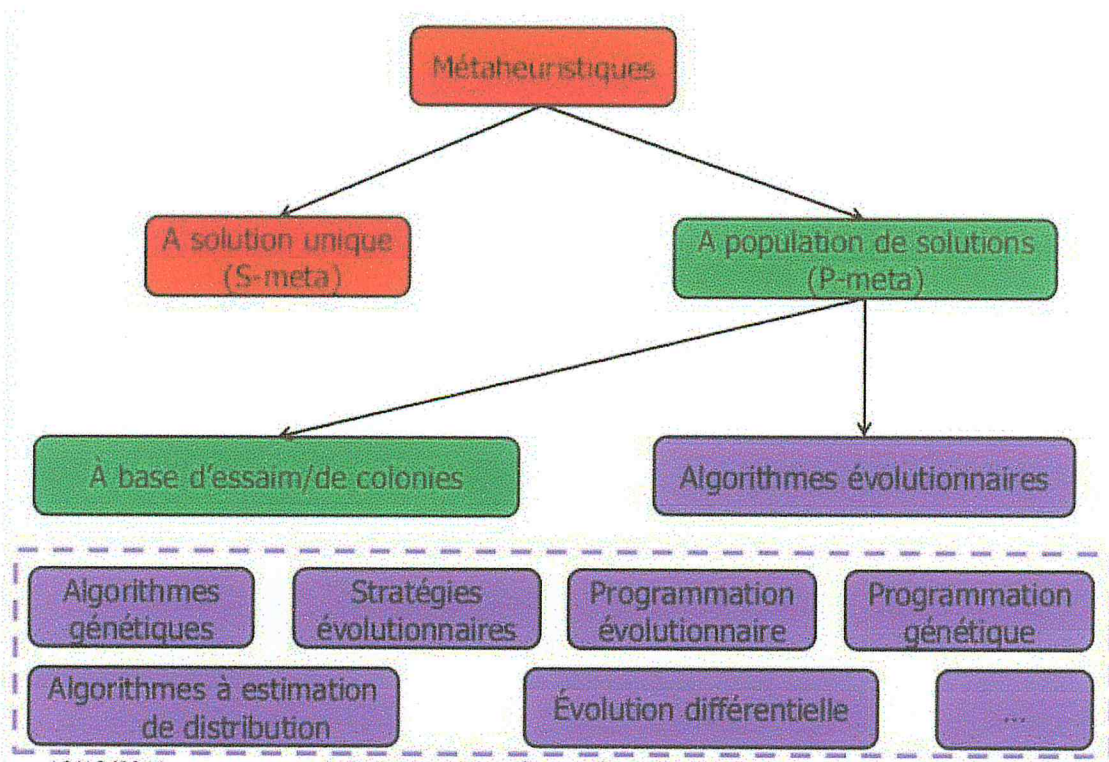 Métaheuristiques
A solution unique
(S-meta)
A population de solutions
(P-meta)
À base d'essaim/de colonies
Algorithmes évolutionnaires
Algorithmes
génétiques
Stratégies
évolutionnaires
Programmation
évolutionnaire
Programmation
génétique
Algorithmes à estimation
de distribution
Évolution différentielle
...